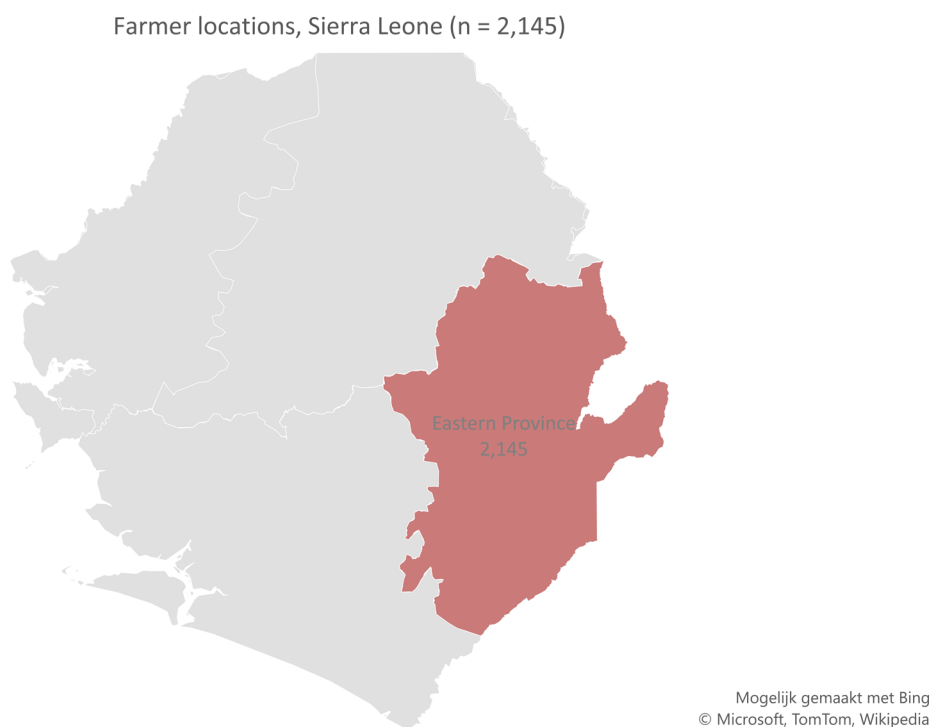 Farmer locations, Sierra Leone (n = 2,145)
Eastern Province
2,145
Mogelijk gemaakt met Bing
© Microsoft, TomTom, Wikipedia